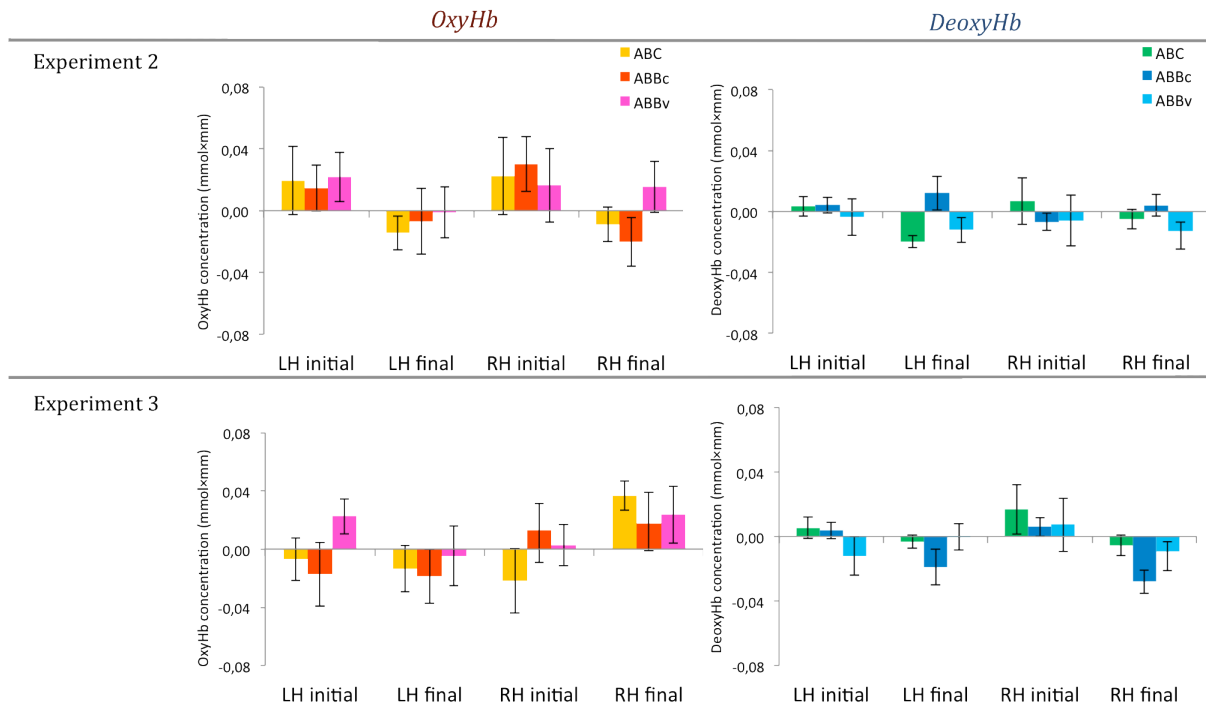 OxyHb
DeoxyHb
Experiment 2
ABC
ABBc
ABBv
0,08
0,04
0,00
-0,04
-0,08
OxyHb concentration (mmol×mm)
LH initial
LH final
RH initial
RH final
ABC
ABBc
ABBv
0,08
0,04
0,00
-0,04
-0,08
DeoxyHb concentration (mmol×mm)
LH initial
LH final
RH initial
RH final
Experiment 3
0,08
0,04
0,00
-0,04
-0,08
OxyHb concentration (mmol×mm)
LH initial
LH final
RH initial
RH final
0,08
0,04
0,00
-0,04
-0,08
DeoxyHb concentration (mmol×mm)
LH initial
LH final
RH initial
RH final